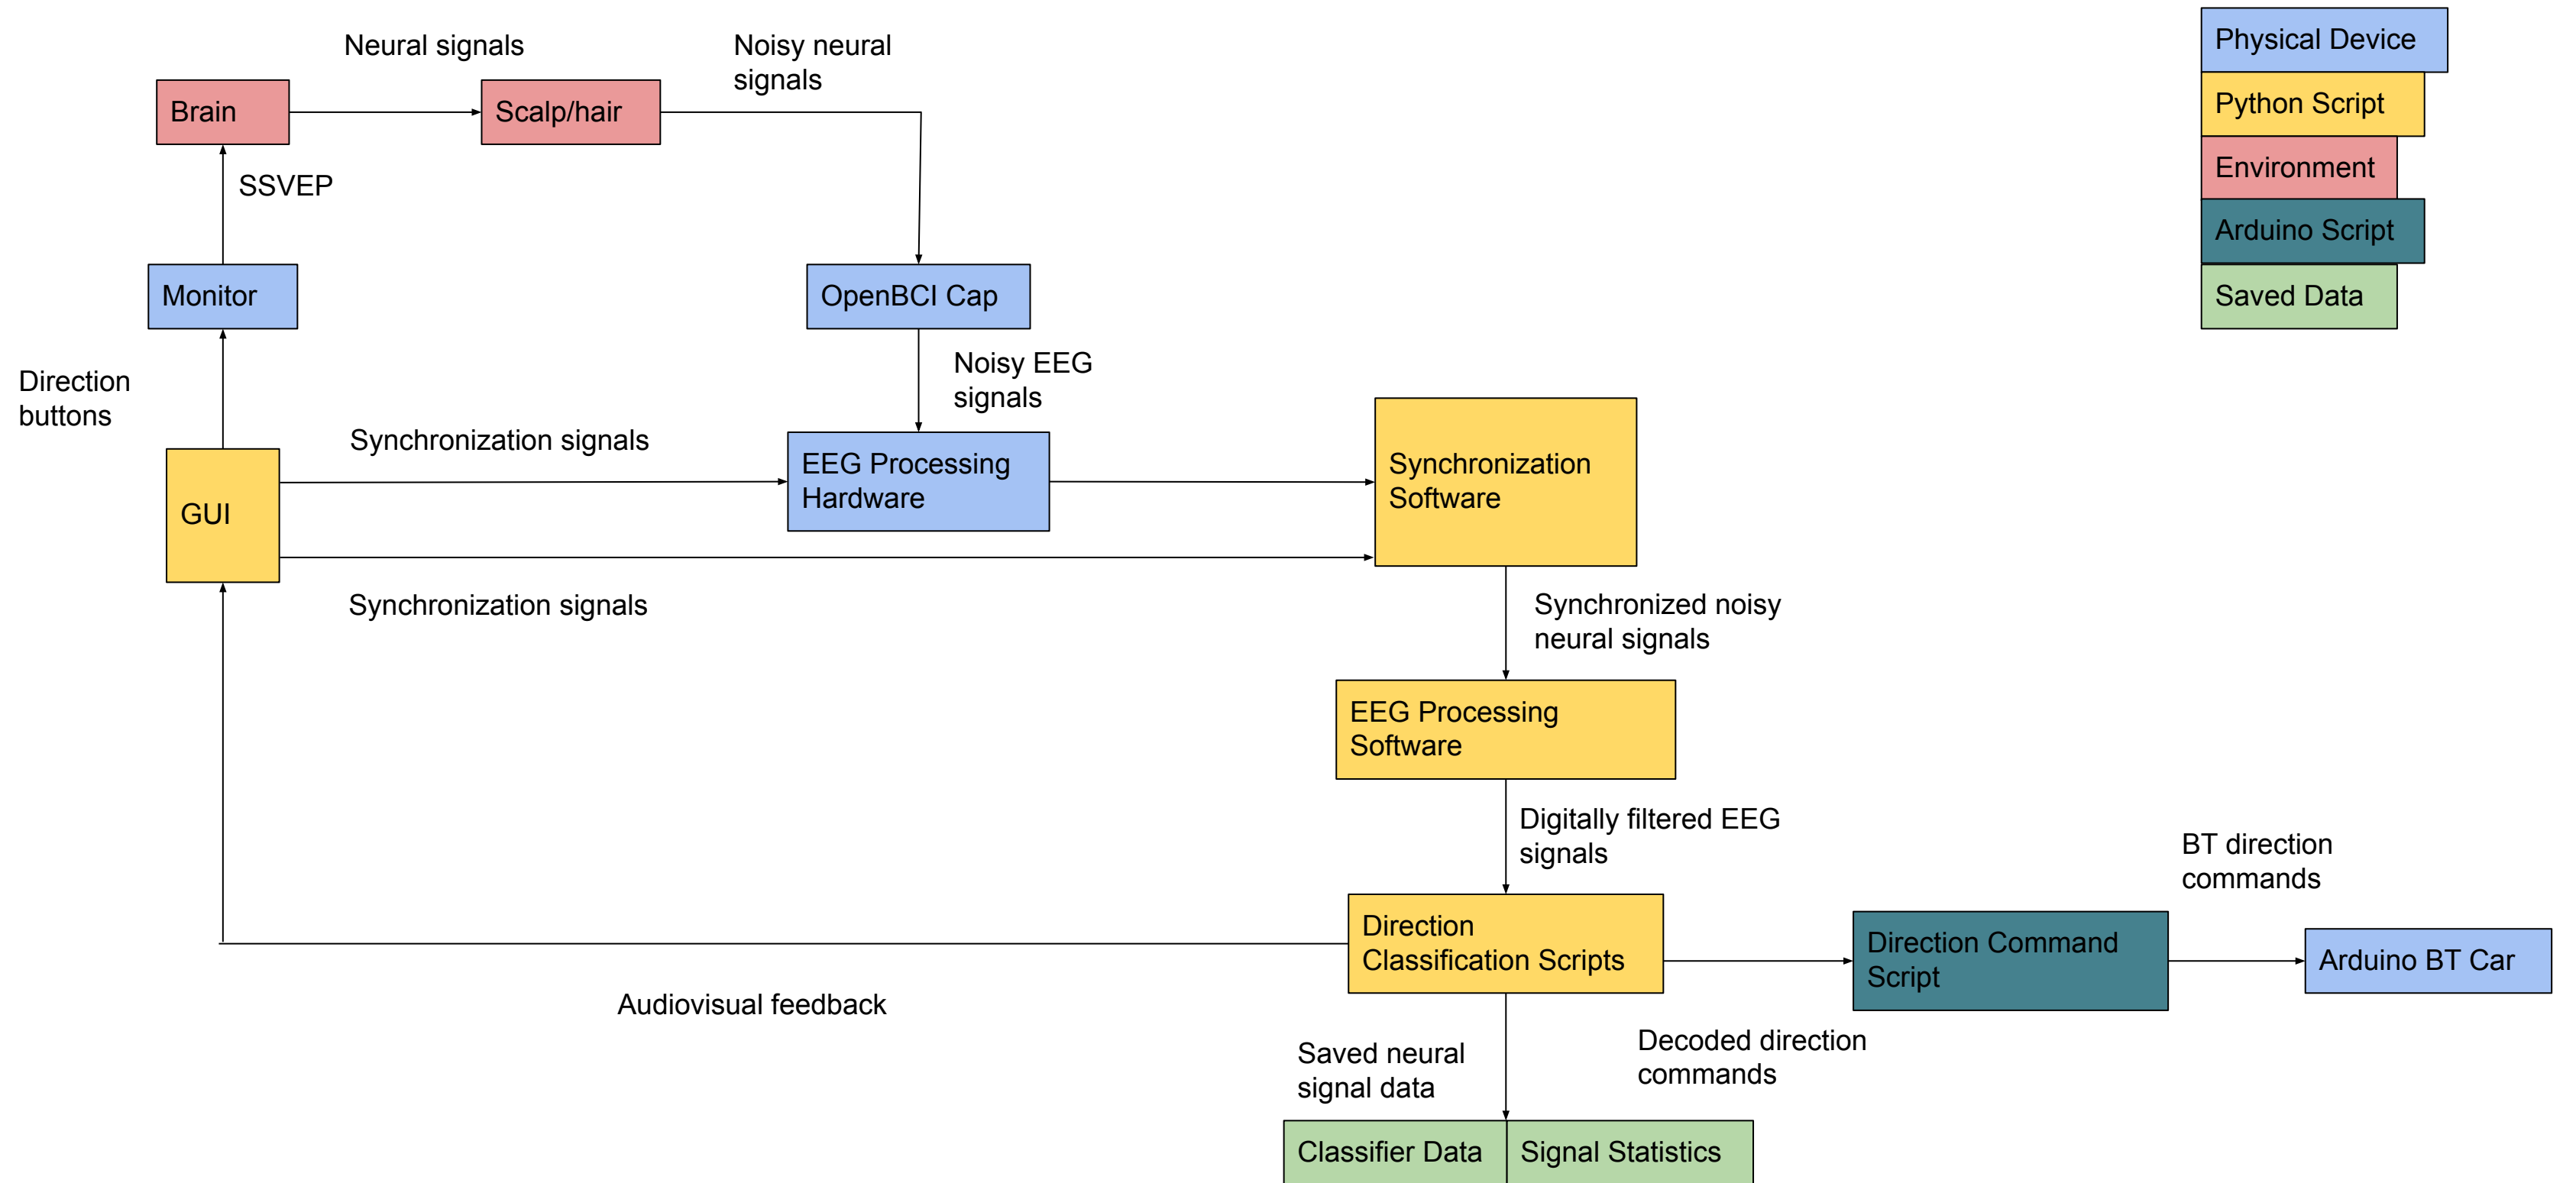 Neural signals
Noisy neural
signals
Physical Device
Python Script
Brain
Scalp/hair
Environment
SSVEP
Arduino Script
Monitor
OpenBCI Cap
Saved Data
Direction
buttons
Noisy EEG
signals
Synchronization signals
EEG Processing
Hardware
Synchronization
Software
GUI
Synchronization signals
Synchronized noisy
neural signals
EEG Processing
Software
Digitally filtered EEG
signals
BT direction
commands
Direction
Classification Scripts
Direction Command
Script
Arduino BT Car
Audiovisual feedback
Saved neural
signal data
Decoded direction
commands
Classifier Data
Signal Statistics